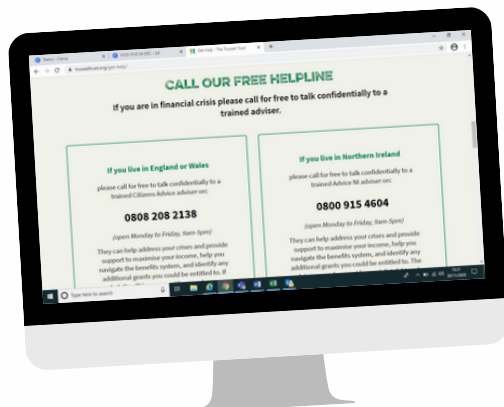 Get Help - The Trussell Trust
CALL OUR FREE HELPLINE
If you are in financial crisis please call for free to talk confidentially to a
trained adviser.
If you live in England or Wales
please call for free to talk confidentially to a
trained Citizens Advice adviser on:
0808 208 2138
(open Monday to Friday, 9am-5pm)
They can help address your crises and provide
support to maximise your income, help you
navigate the benefits system, and identify any
additional grants you could be entitled to. If
If you live in Northern Ireland
please call for free to talk confidentially to a
trained Advice NI adviser on:
0800 915 4604
(open Monday to Friday, 9am-5pm)
They can help address your crises and provide
support to maximise your income, help you
navigate the benefits system, and identify any
additional grants you could be entitled to. The
Type here to search